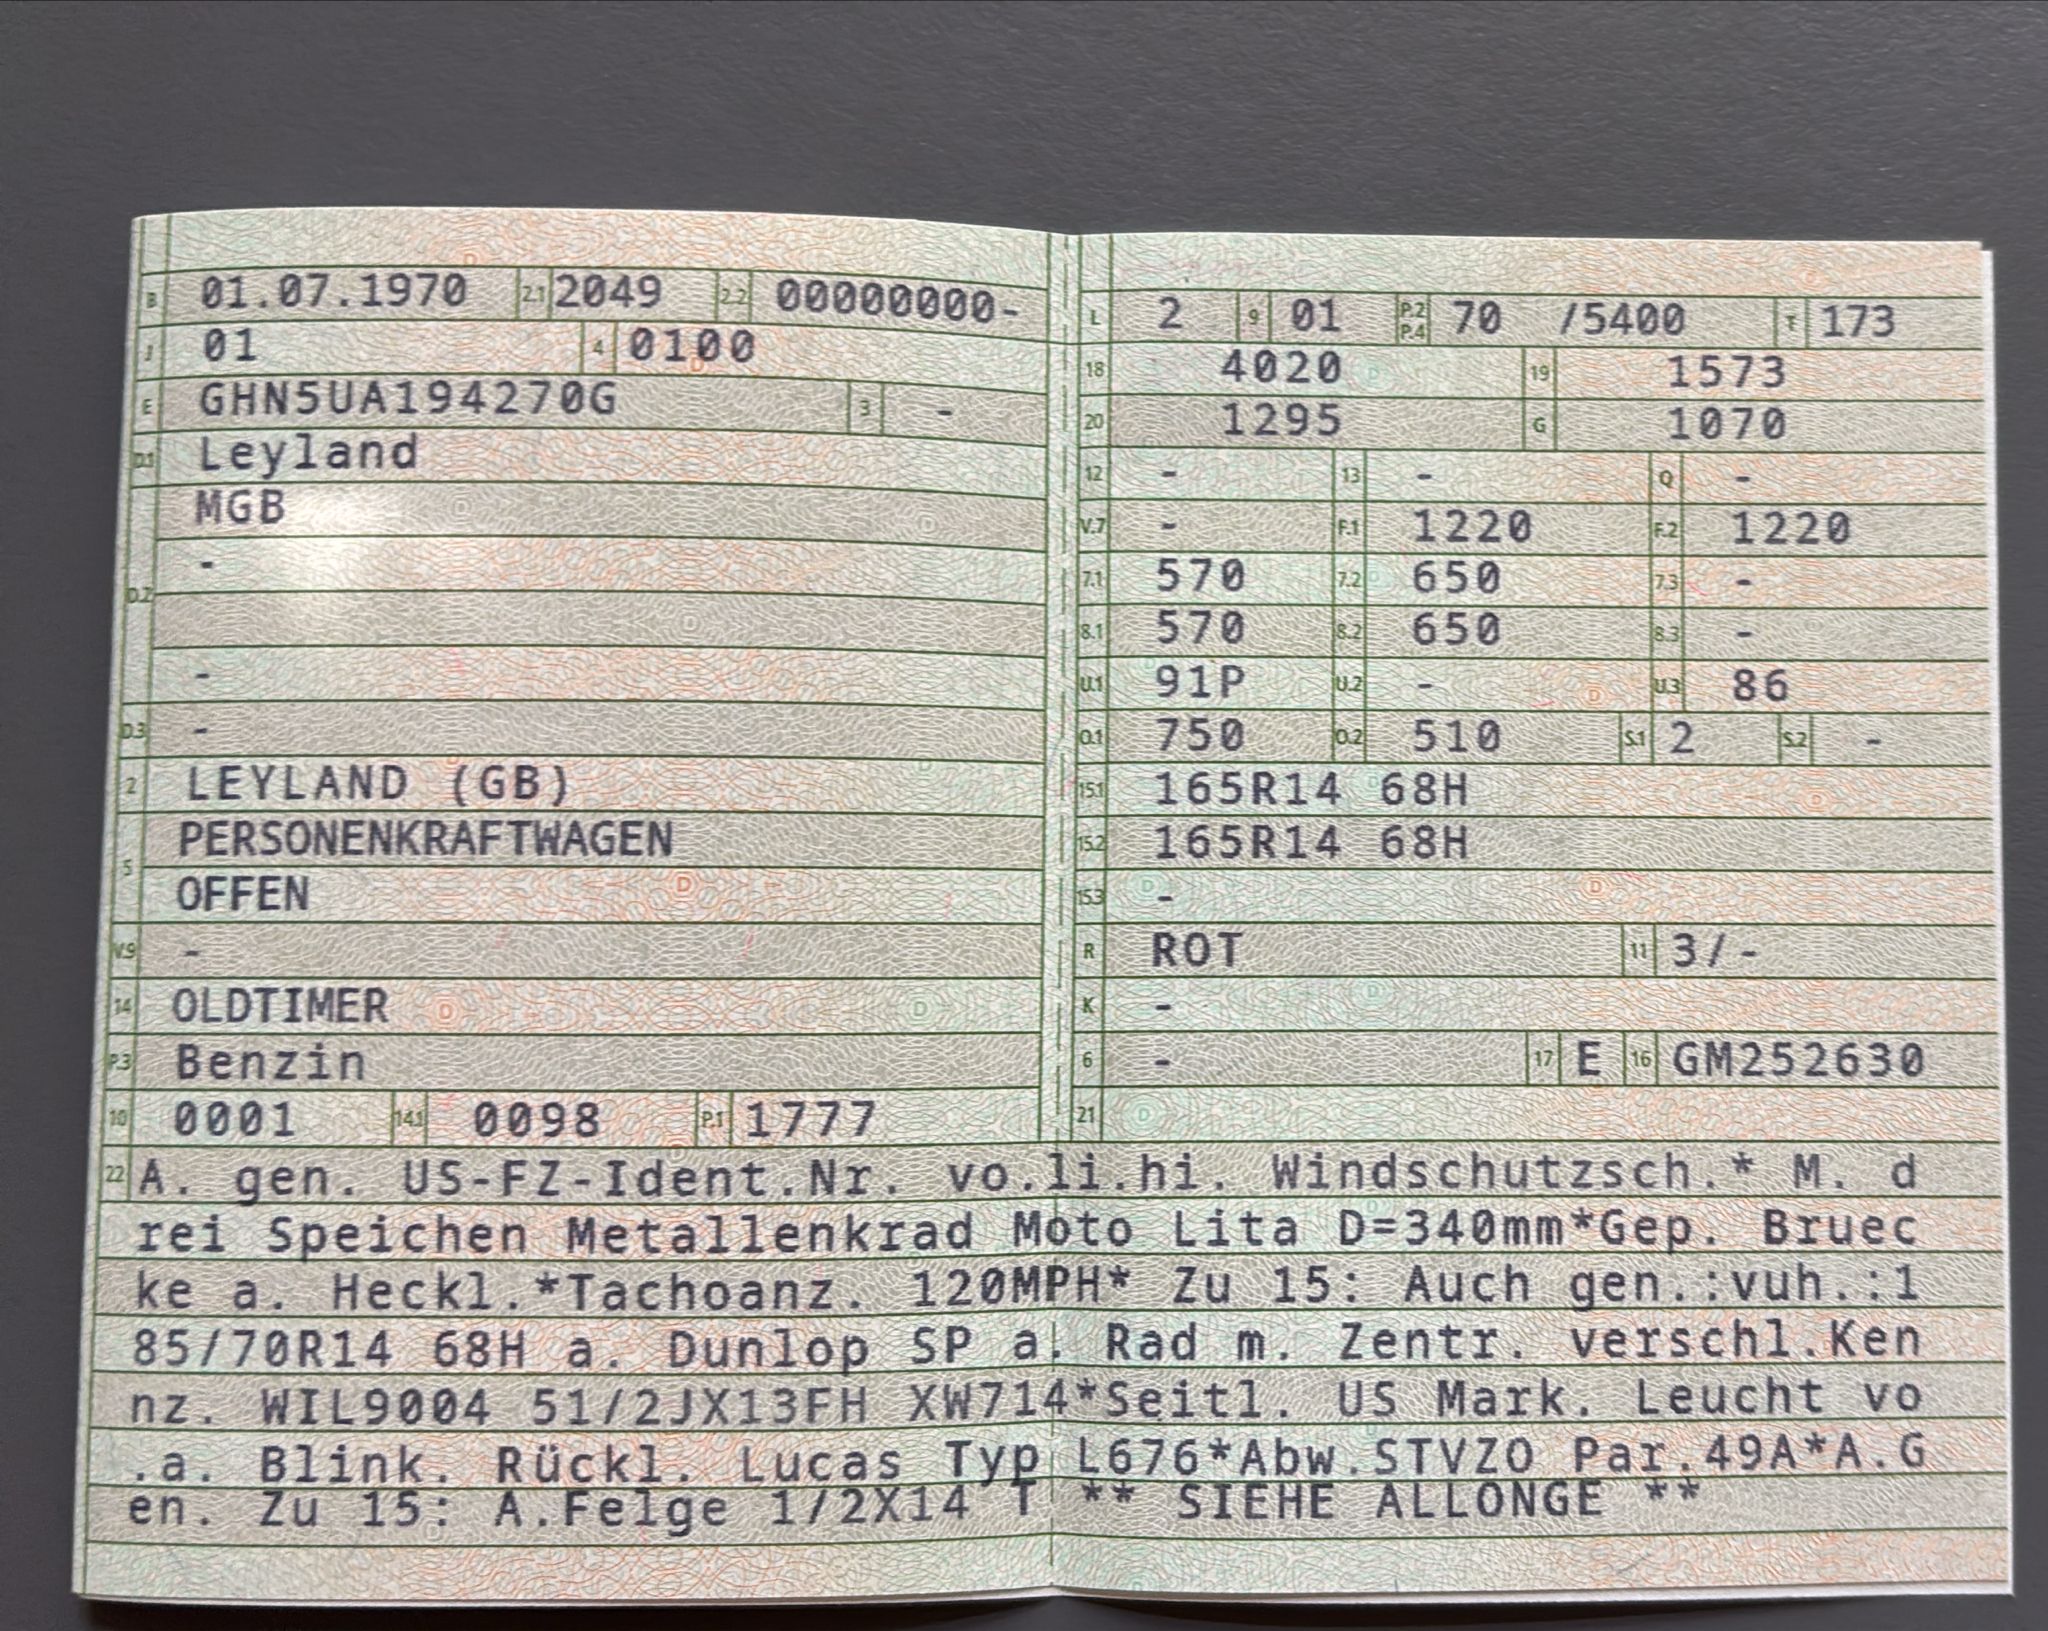 B 01.07.1970 2.1 2049 2.2 00000000-
J 01 4 0100
E GHN5UA194270G 3 -
D.1 Leyland
MGB
-
D.2
-
D.3 -
2 LEYLAND (GB)
PERSONENKRAFTWAGEN
5
OFFEN
V.9 -
14 OLDTIMER
P.3 Benzin
10 0001 14.1 0098 P.1 1777
L 2 9 01 P.2 P.4 70 /5400 T 173
18 4020 19 1573
20 1295 G 1070
12 - 13 - Q -
V.7 - F.1 1220 F.2 1220
7.1 570 7.2 650 7.3 -
8.1 570 8.2 650 8.3 -
U.1 91P U.2 - U.3 86
O.1 750 O.2 510 S.1 2 S.2 -
15.1 165R14 68H
15.2 165R14 68H
15.3 -
R ROT 11 3/-
K -
6 - 17 E 16 GM252630
21
22 A. gen. US-FZ-Ident.Nr. vo.li.hi. Windschutzsch.* M. d
rei Speichen Metallenkrad Moto Lita D=340mm*Gep. Bruec
ke a. Heckl.*Tachoanz. 120MPH* Zu 15: Auch gen.:vuh.:1
85/70R14 68H a. Dunlop SP a. Rad m. Zentr. verschl.Ken
nz. WIL9004 51/2JX13FH XW714*Seitl. US Mark. Leucht vo
.a. Blink. Rückl. Lucas Typ L676*Abw.STVZO Par.49A*A.G
en. Zu 15: A.Felge 1/2X14 T ** SIEHE ALLONGE **